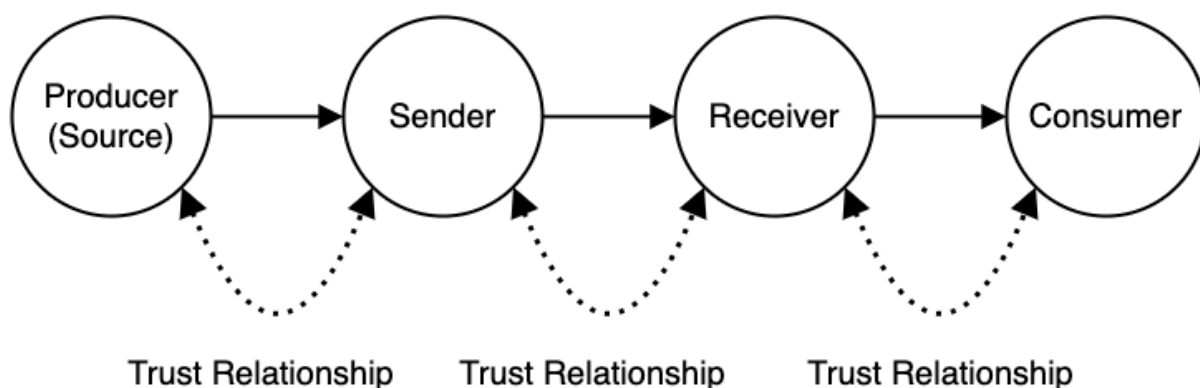 Producer
(Source)
Sender
Receiver
Consumer
Trust Relationship
Trust Relationship
Trust Relationship